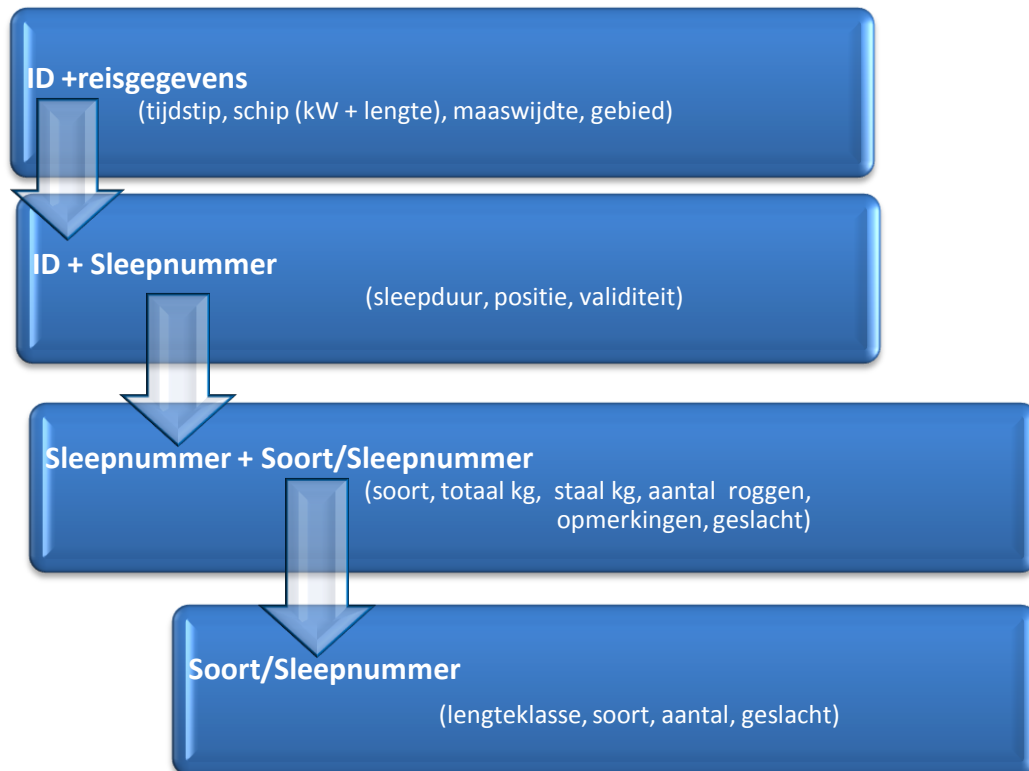 ID +reisgegevens
(tijdstip, schip (kW + lengte), maaswijdte, gebied)
ID + Sleepnummer
(sleepduur, positie, validiteit)
Sleepnummer + Soort/Sleepnummer
(soort, totaal kg, staal kg, aantal roggen,
opmerkingen, geslacht)
Soort/Sleepnummer
(lengteklasse, soort, aantal, geslacht)